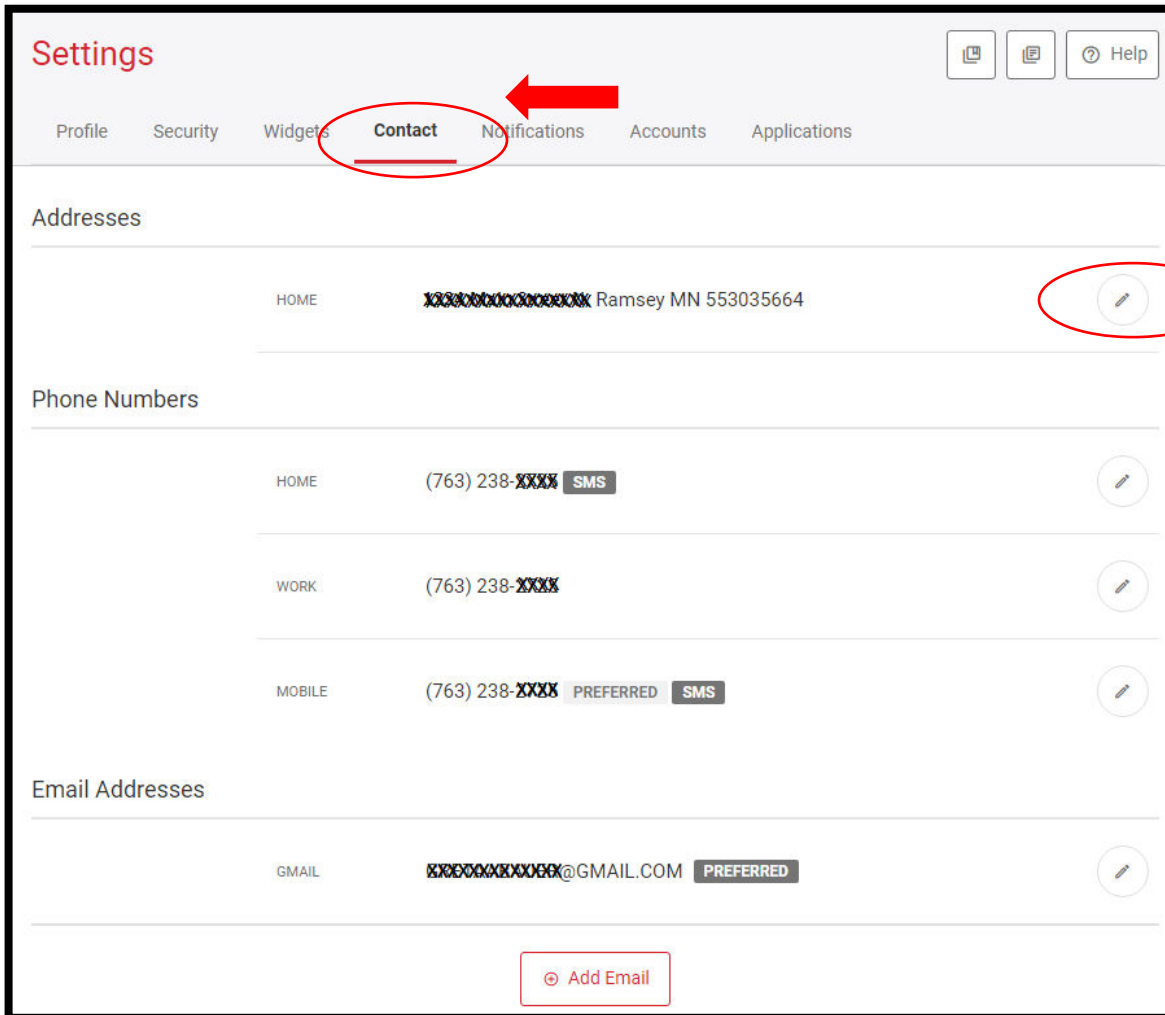 Settings
Help
Profile Security Widgets Contact Notifications Accounts Applications
Addresses
HOME Ramsey MN 553035664
Phone Numbers
HOME (763) 238- SMS
WORK (763) 238-
MOBILE (763) 238- PREFERRED SMS
Email Addresses
GMAIL @GMAIL.COM PREFERRED
Add Email